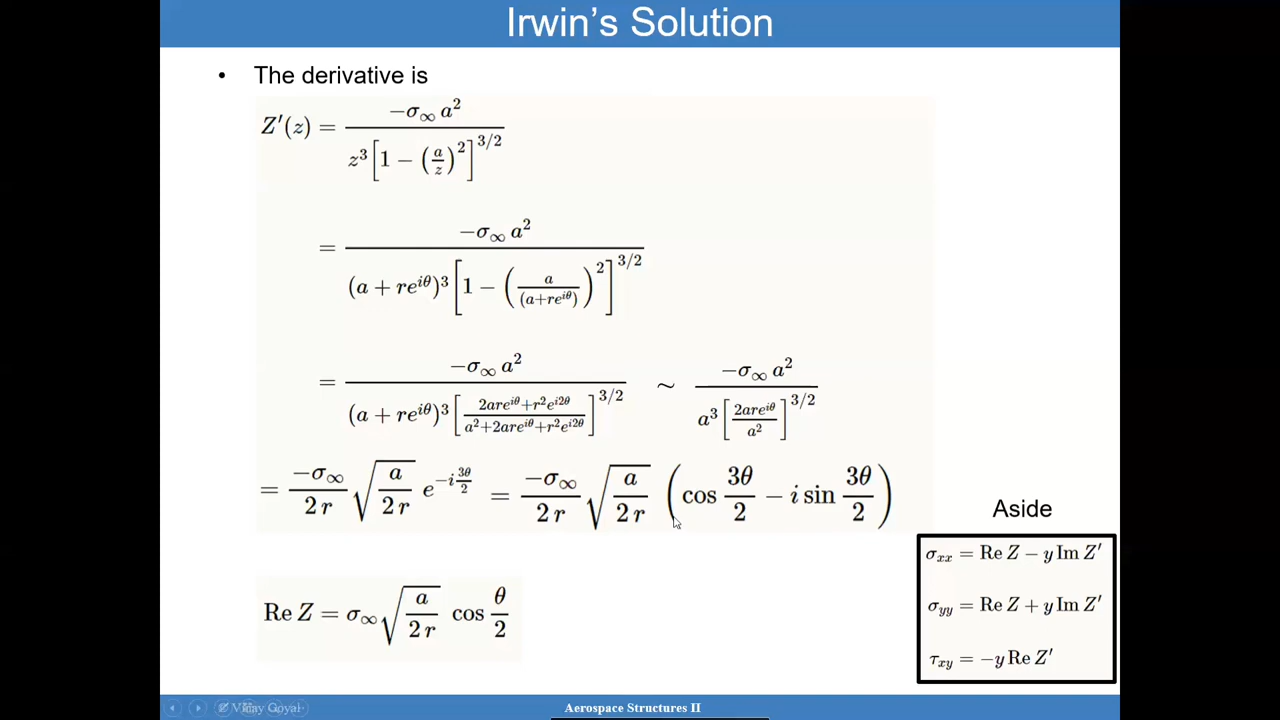 Irwin's Solution
• The derivative is
Z′(z) = −σ∞ a² / z³ [1 − (a/z)²]^{3/2}
= −σ∞ a² / (a + re^{iθ})³ [1 − (a/(a+re^{iθ}))²]^{3/2}
= −σ∞ a² / (a + re^{iθ})³ [(2are^{iθ}+r²e^{i2θ})/(a²+2are^{iθ}+r²e^{i2θ})]^{3/2} ∼ −σ∞ a² / a³ [2are^{iθ}/a²]^{3/2}
= −σ∞/2r √(a/2r) e^{−i3θ/2} = −σ∞/2r √(a/2r) (cos 3θ/2 − i sin 3θ/2)
Re Z = σ∞ √(a/2r) cos θ/2
Aside
σxx = Re Z − y Im Z′
σyy = Re Z + y Im Z′
τxy = −y Re Z′
Goyal
Aerospace Structures II